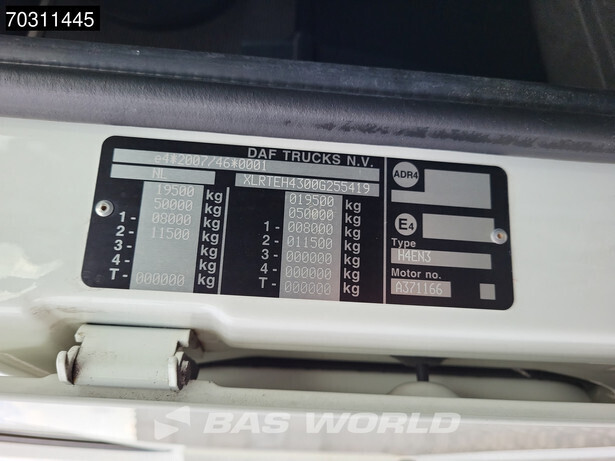 70311445
DAF TRUCKS N.V.
e4*2007/46*0001
NL XLRTEH4300G255419
19500 kg 019500 kg
50000 kg 050000 kg
1- 08000 kg 1- 008000 kg
2- 11500 kg 2- 011500 kg
3- kg 3- 000000 kg
4- kg 4- 000000 kg
T- 000000 kg T- 000000 kg
ADR4
E4
Type
H4EN3
Motor no.
A371166
BAS WORLD